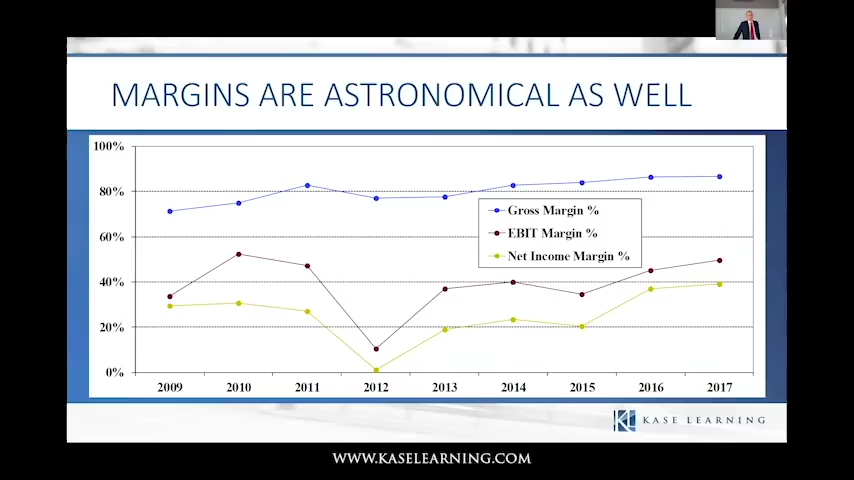 MARGINS ARE ASTRONOMICAL AS WELL
100%
80%
60%
40%
20%
0%
Gross Margin %
EBIT Margin %
Net Income Margin %
2009 2010 2011 2012 2013 2014 2015 2016 2017
KL KASE LEARNING
WWW.KASELEARNING.COM